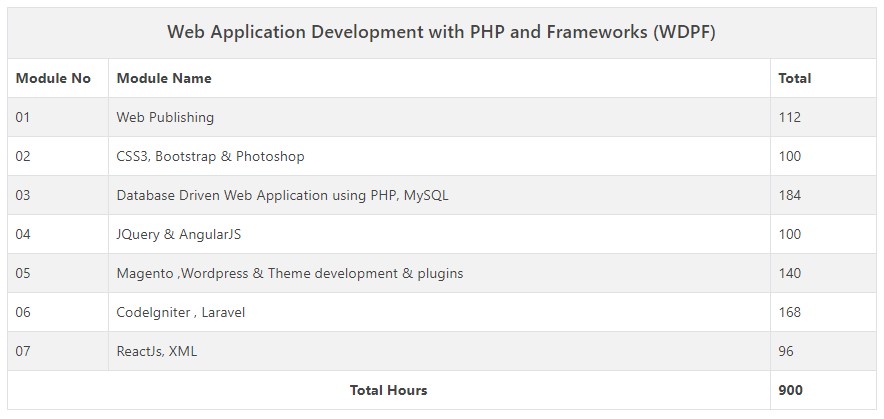 Web Application Development with PHP and Frameworks (WDPF)
Module No Module Name Total
01 Web Publishing 112
02 CSS3, Bootstrap & Photoshop 100
03 Database Driven Web Application using PHP, MySQL 184
04 JQuery & AngularJS 100
05 Magento ,Wordpress & Theme development & plugins 140
06 CodeIgniter , Laravel 168
07 ReactJs, XML 96
Total Hours 900